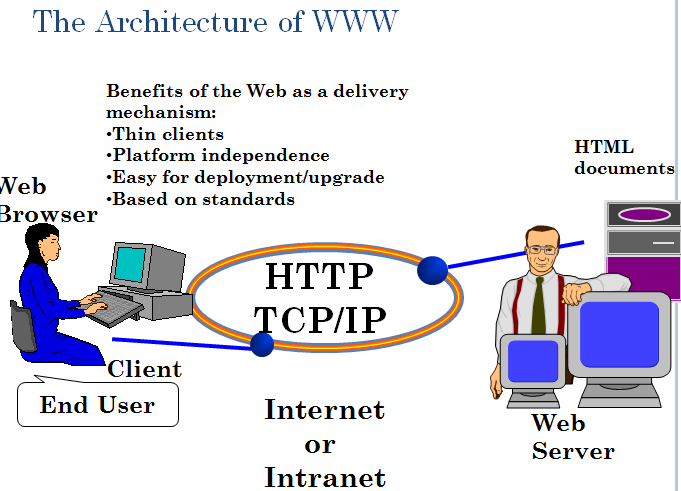 The Architecture of WWW
Benefits of the Web as a delivery
mechanism:
•Thin clients
•Platform independence
•Easy for deployment/upgrade
•Based on standards
HTML
documents
Web
Browser
HTTP
TCP/IP
Client
End User
Internet
or
Intranet
Web
Server